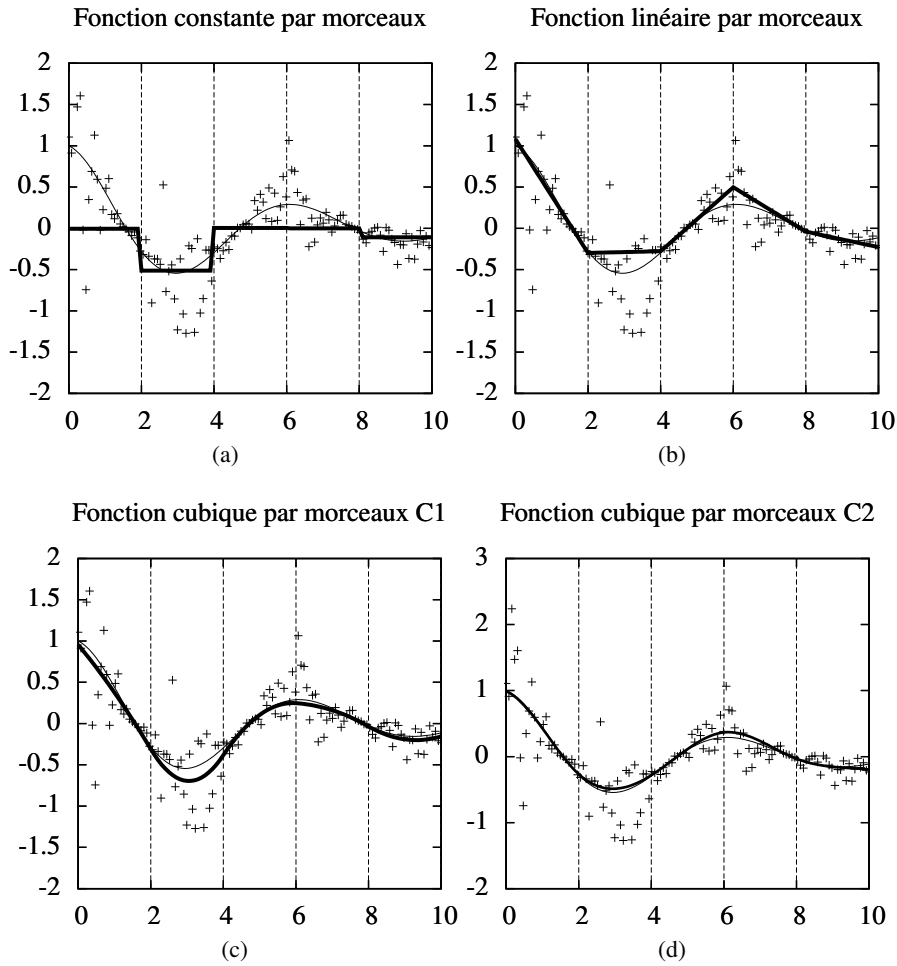 Fonction constante par morceaux
2
1.5
1
0.5
0
-0.5
-1
-1.5
-2
0 2 4 6 8 10
(a)
Fonction linéaire par morceaux
2
1.5
1
0.5
0
-0.5
-1
-1.5
-2
0 2 4 6 8 10
(b)
Fonction cubique par morceaux C1
2
1.5
1
0.5
0
-0.5
-1
-1.5
-2
0 2 4 6 8 10
(c)
Fonction cubique par morceaux C2
3
2
1
0
-1
-2
0 2 4 6 8 10
(d)